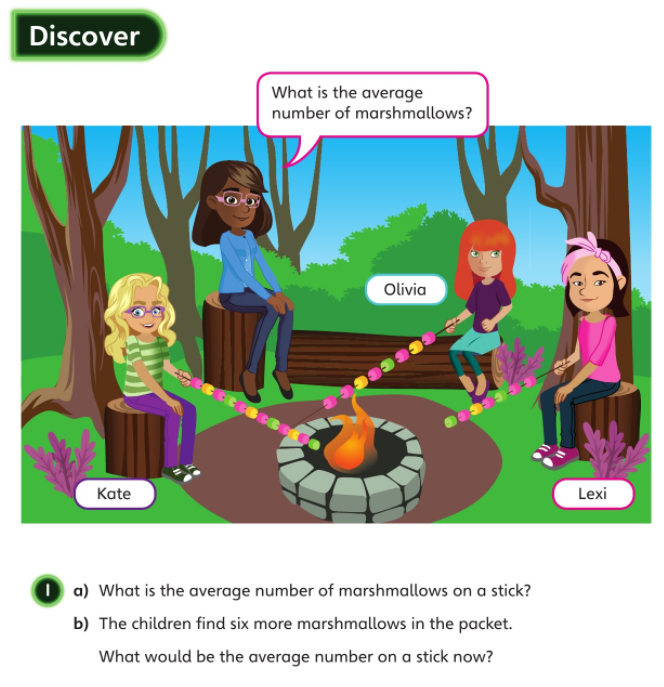 Discover
What is the average
number of marshmallows?
Olivia
Kate
Lexi
1 a) What is the average number of marshmallows on a stick?
b) The children find six more marshmallows in the packet.
What would be the average number on a stick now?